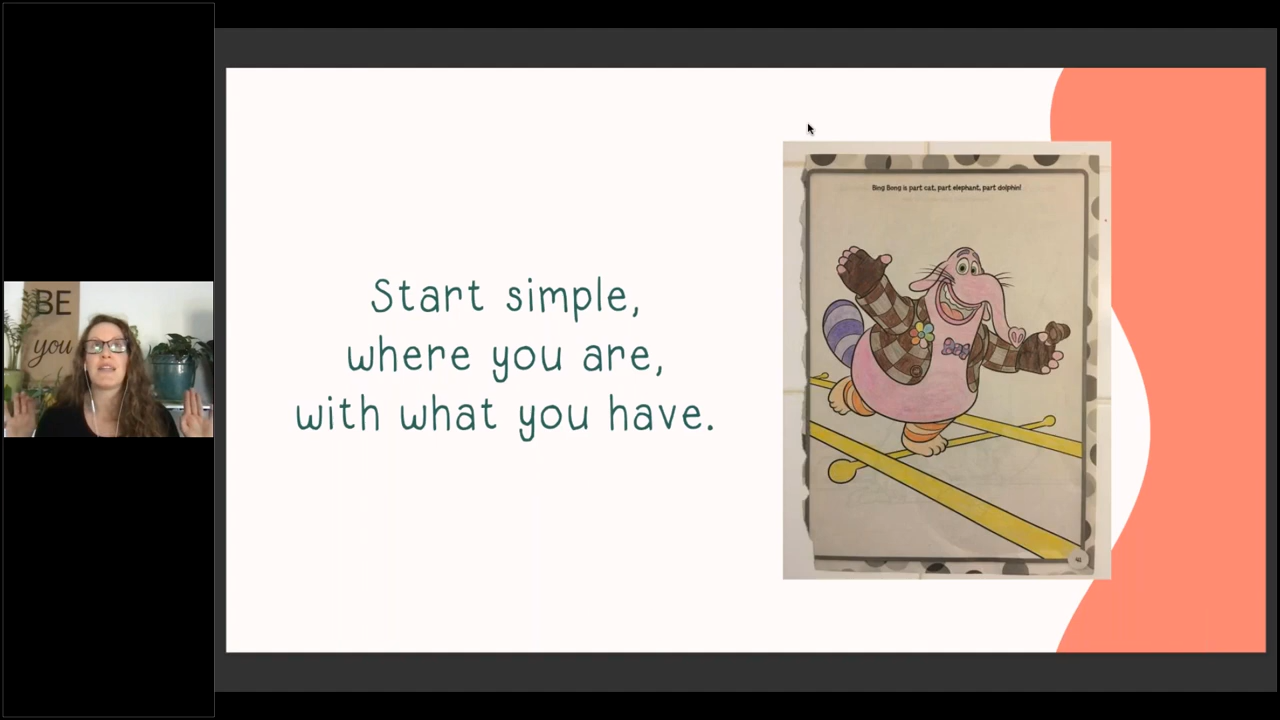 BE
you
Start simple,
where you are,
with what you have.
Bing Bong is part cat, part elephant, part dolphin!